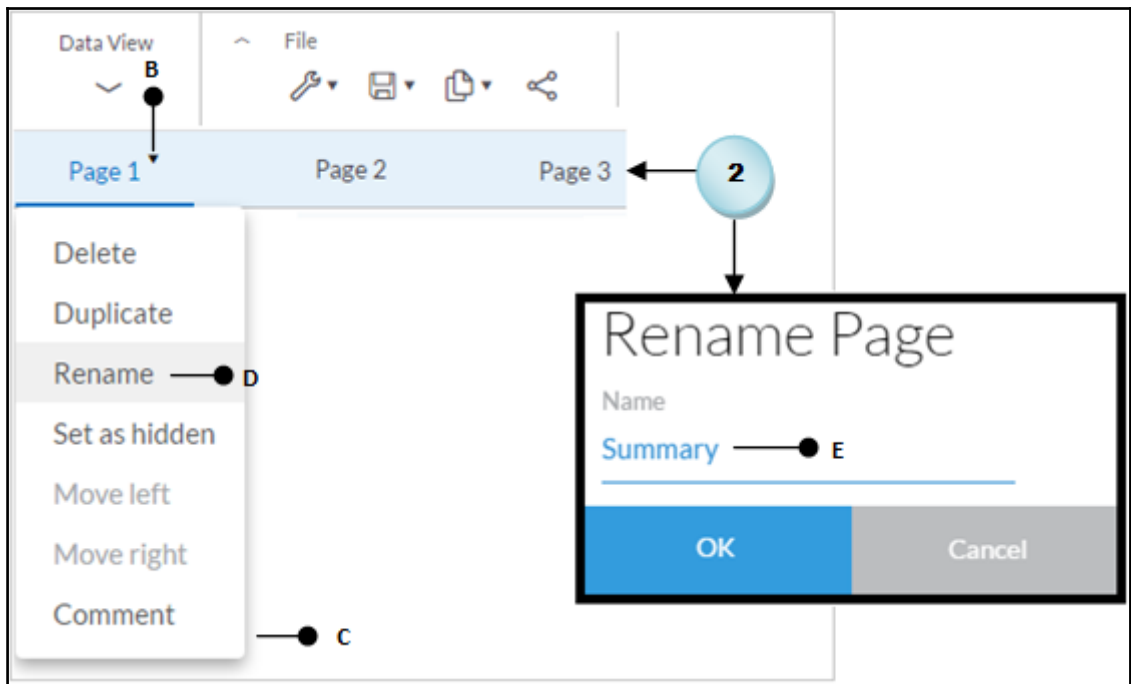 Data View
File
B
Page 1
Page 2
Page 3
2
Delete
Duplicate
Rename
D
Set as hidden
Move left
Move right
Comment
C
Rename Page
Name
Summary
E
OK
Cancel